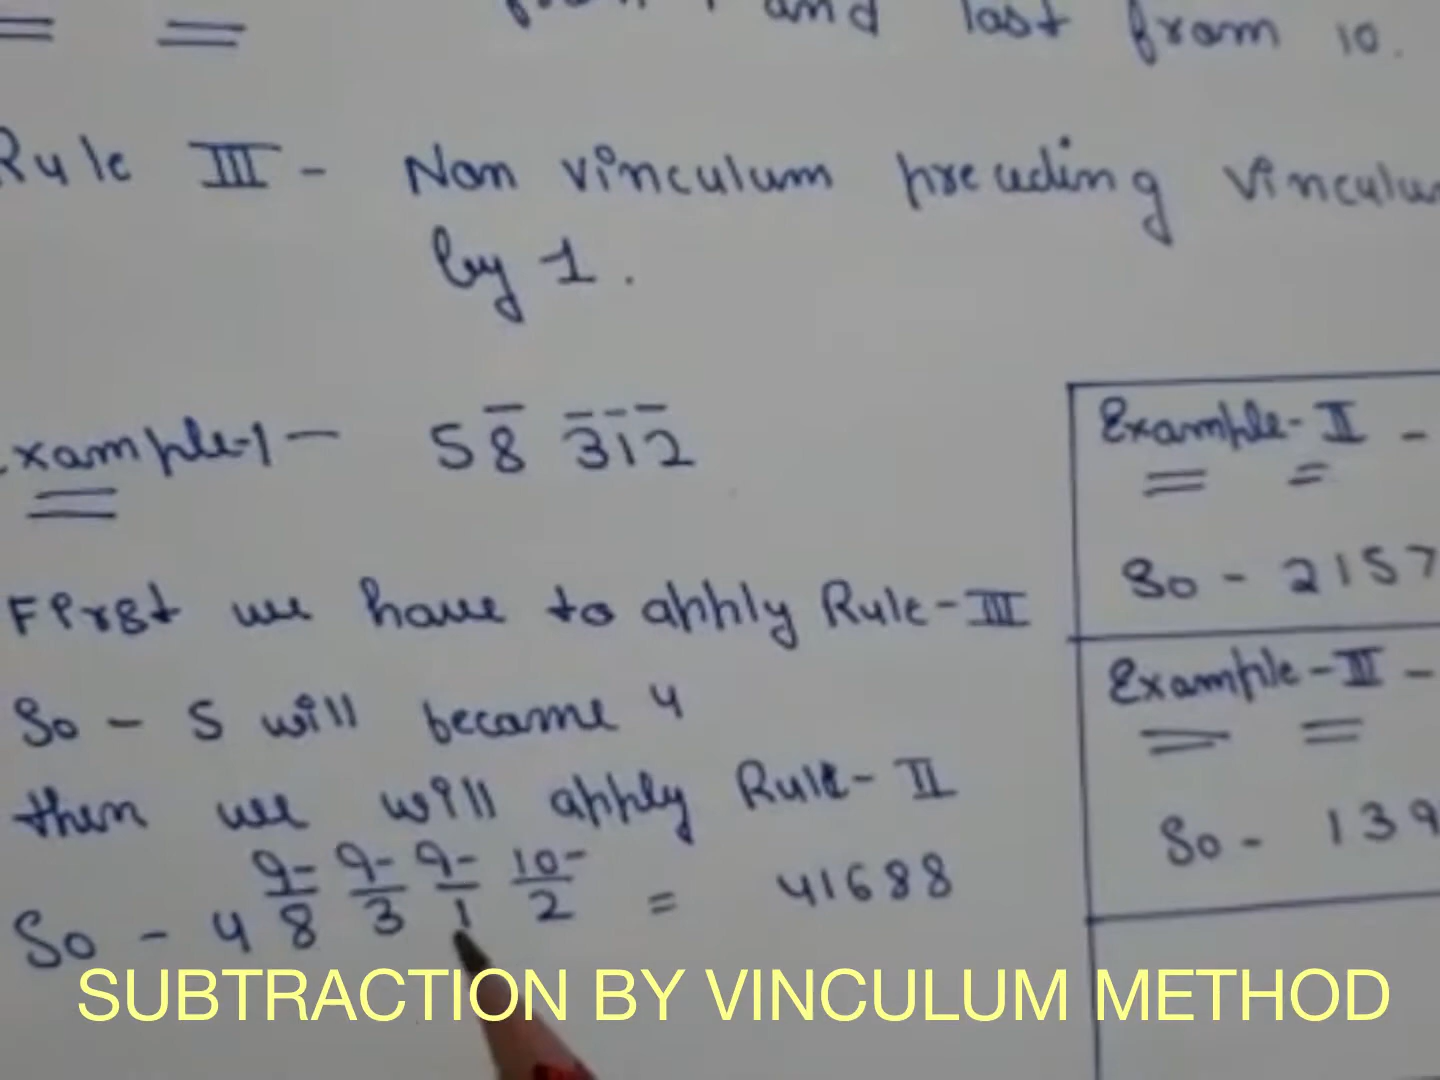 and last from 10.
Rule III - Non vinculum preceding vinculum
by 1.
Example-1 - 58̅ 3̅1̅2̅
First we have to apply Rule-III
So - 5 will become 4
then we will apply Rule-II
9- 9- 9- 10-
So - 4 8 3 1 2 = 41688
Example-II -
So - 2157
Example-III -
So - 139
SUBTRACTION BY VINCULUM METHOD